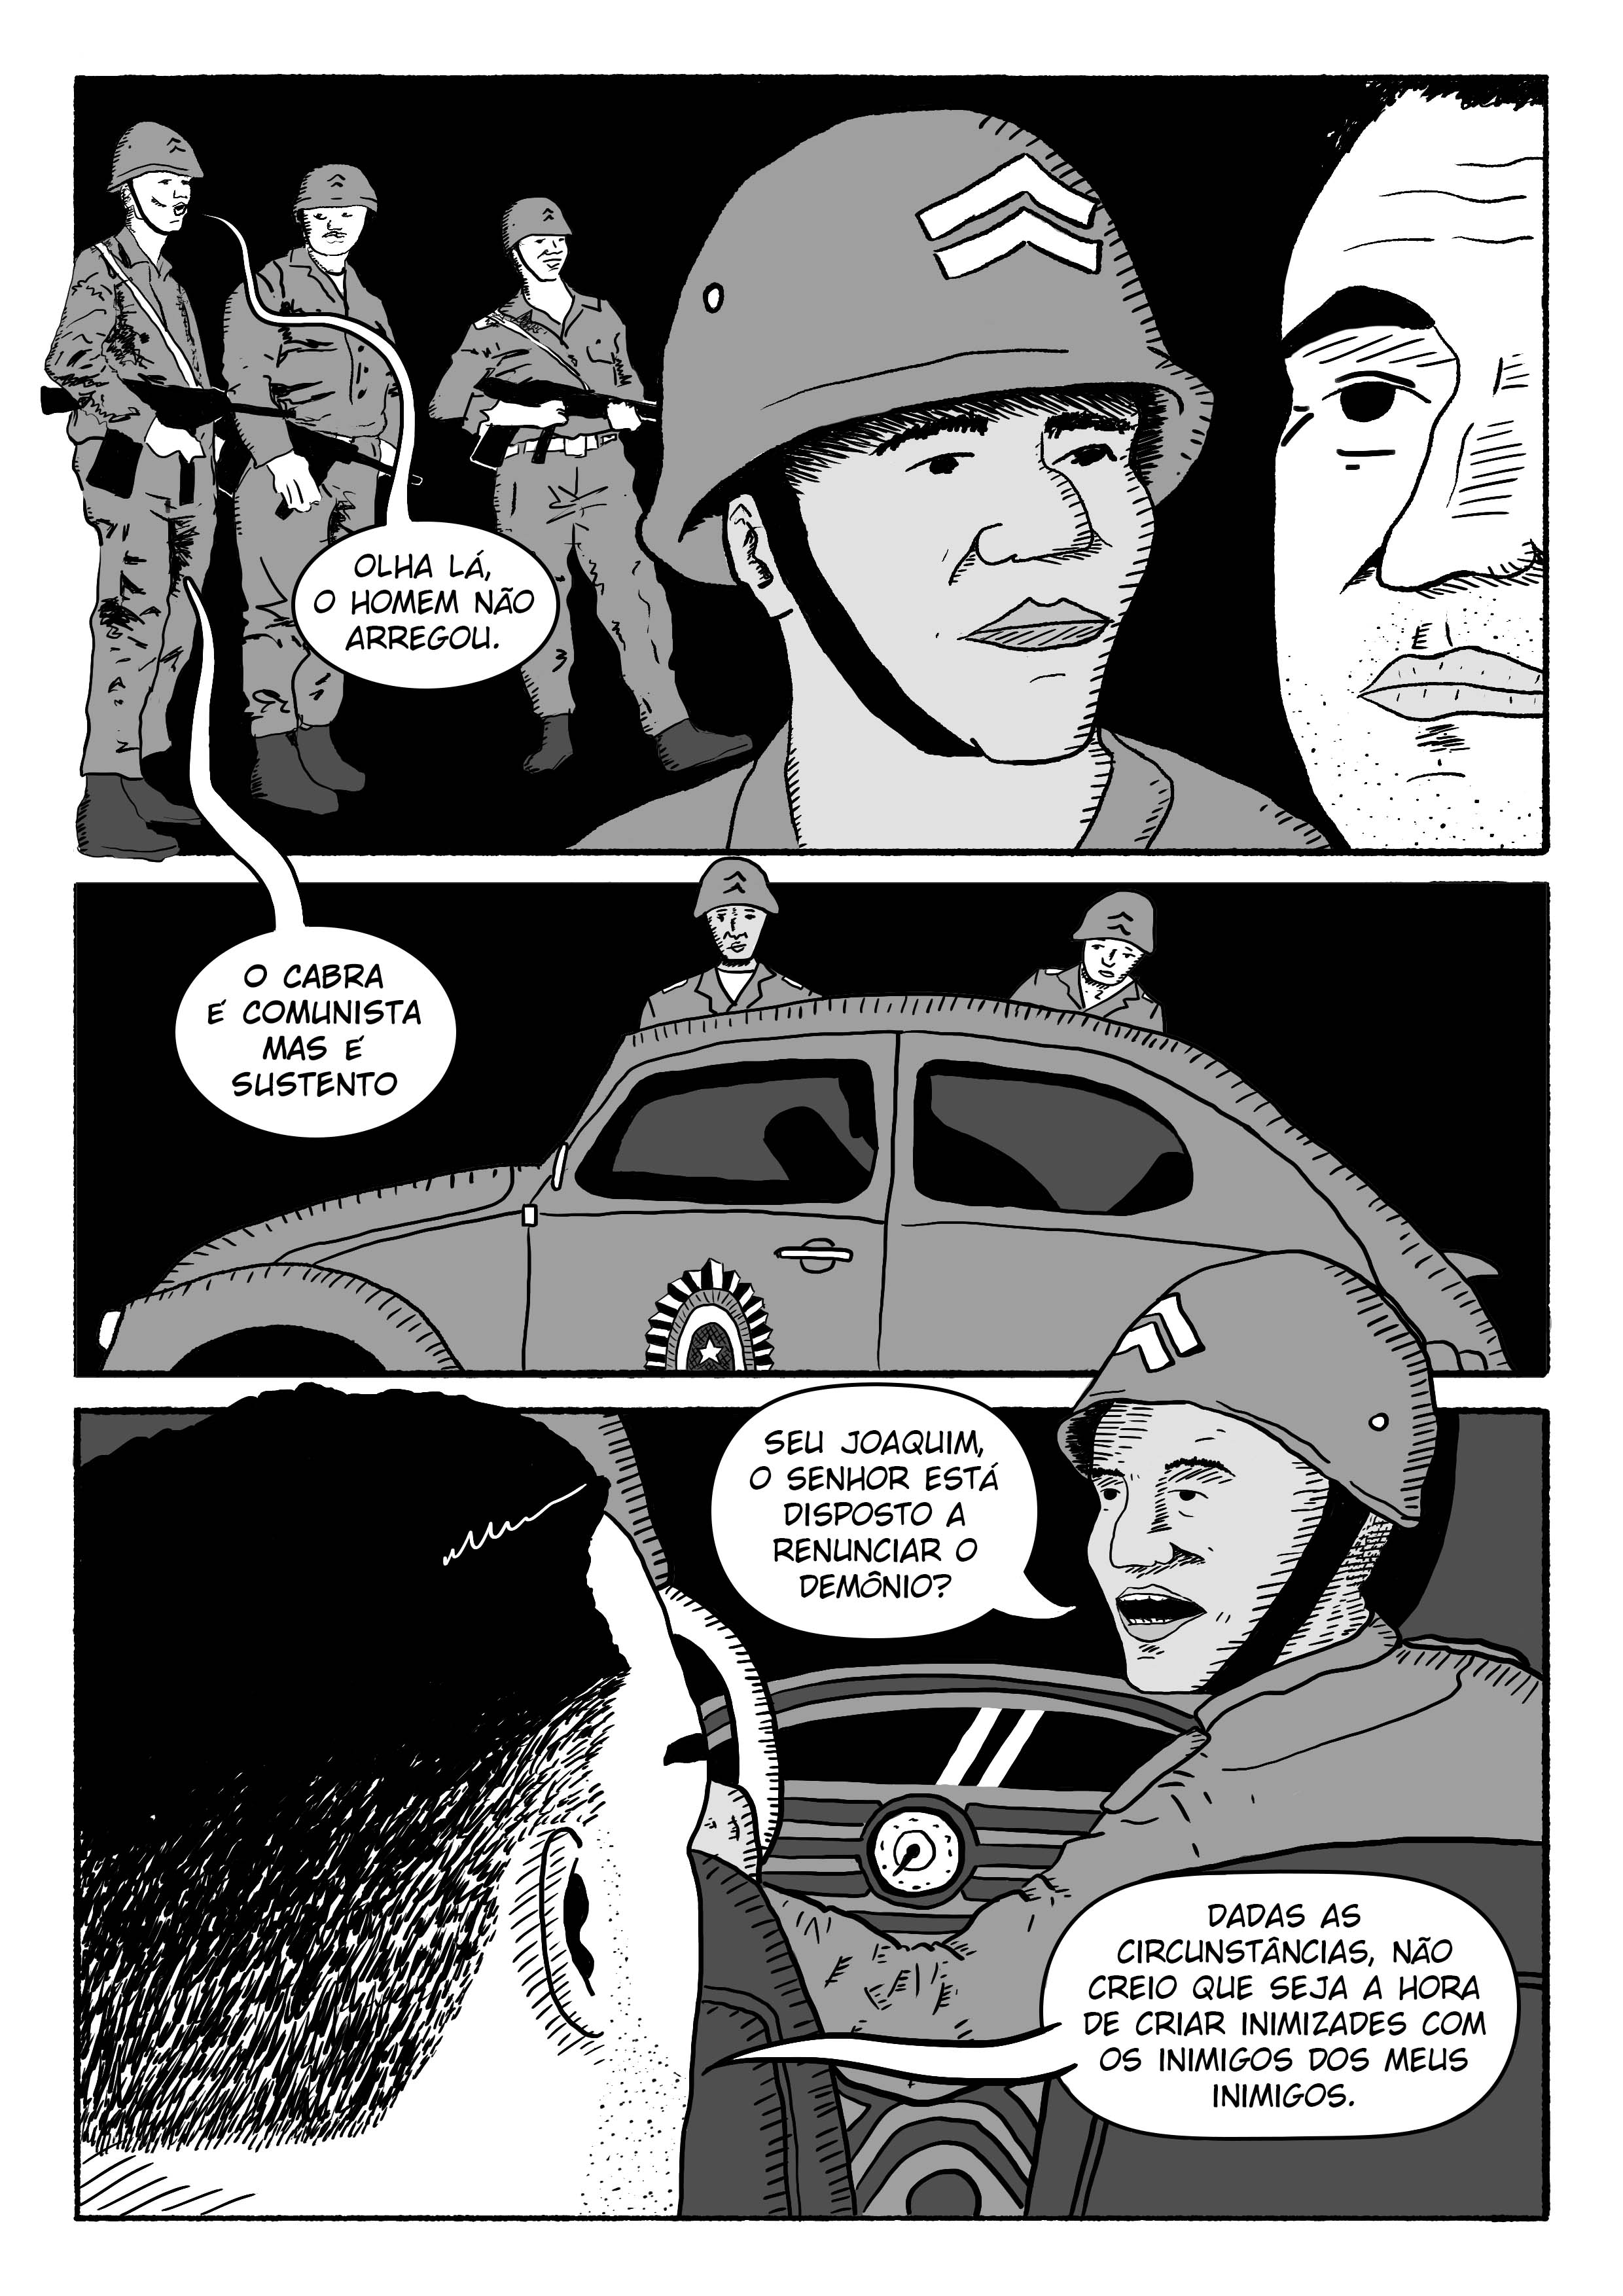 OLHA LÁ,
O HOMEM NÃO
ARREGOU.
O CABRA
É COMUNISTA
MAS É
SUSTENTO
SEU JOAQUIM,
O SENHOR ESTÁ
DISPOSTO A
RENUNCIAR O
DEMÔNIO?
DADAS AS
CIRCUNSTÂNCIAS, NÃO
CREIO QUE SEJA A HORA
DE CRIAR INIMIZADES COM
OS INIMIGOS DOS MEUS
INIMIGOS.